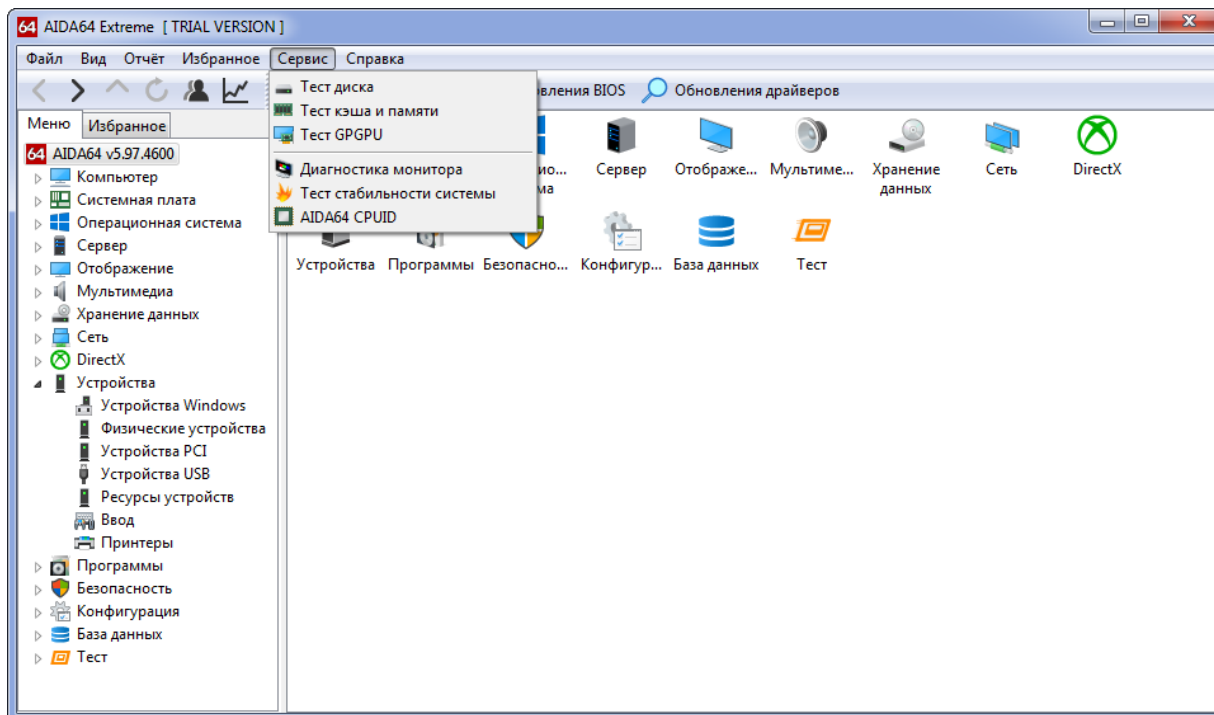 64 AIDA64 Extreme [ TRIAL VERSION ]
Файл Вид Отчёт Избранное Сервис Справка
вления BIOS Обновления драйверов
Тест диска
Тест кэша и памяти
Тест GPGPU
Диагностика монитора
Тест стабильности системы
AIDA64 CPUID
Меню Избранное
64 AIDA64 v5.97.4600
Компьютер
Системная плата
Операционная система
Сервер
Отображение
Мультимедиа
Хранение данных
Сеть
DirectX
Устройства
Устройства Windows
Физические устройства
Устройства PCI
Устройства USB
Ресурсы устройств
Ввод
Принтеры
Программы
Безопасность
Конфигурация
База данных
Тест
ио... Сервер Отображе... Мультиме... Хранение Сеть DirectX
ма данных
Устройства Программы Безопасно... Конфигур... База данных Тест